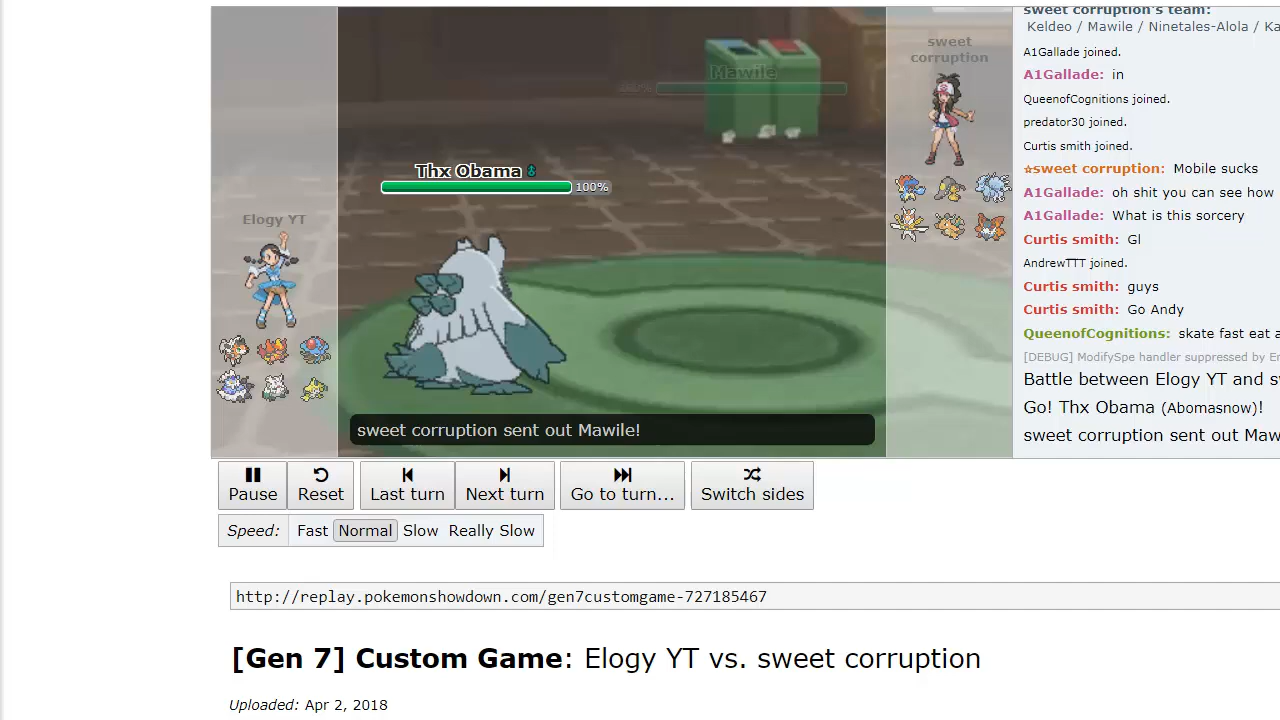 sweet corruption's team:
Keldeo / Mawile / Ninetales-Alola / Ka
A1Gallade joined.
A1Gallade: in
QueenofCognitions joined.
predator30 joined.
Curtis smith joined.
☆sweet corruption: Mobile sucks
A1Gallade: oh shit you can see how
A1Gallade: What is this sorcery
Curtis smith: Gl
AndrewTTT joined.
Curtis smith: guys
Curtis smith: Go Andy
QueenofCognitions: skate fast eat a
[DEBUG] ModifySpe handler suppressed by Er
Battle between Elogy YT and sw
Go! Thx Obama (Abomasnow)!
sweet corruption sent out Maw
sweet corruption
Mawile
Thx Obama
100%
Elogy YT
sweet corruption sent out Mawile!
Pause Reset Last turn Next turn Go to turn... Switch sides
Speed: Fast Normal Slow Really Slow
http://replay.pokemonshowdown.com/gen7customgame-727185467
[Gen 7] Custom Game: Elogy YT vs. sweet corruption
Uploaded: Apr 2, 2018